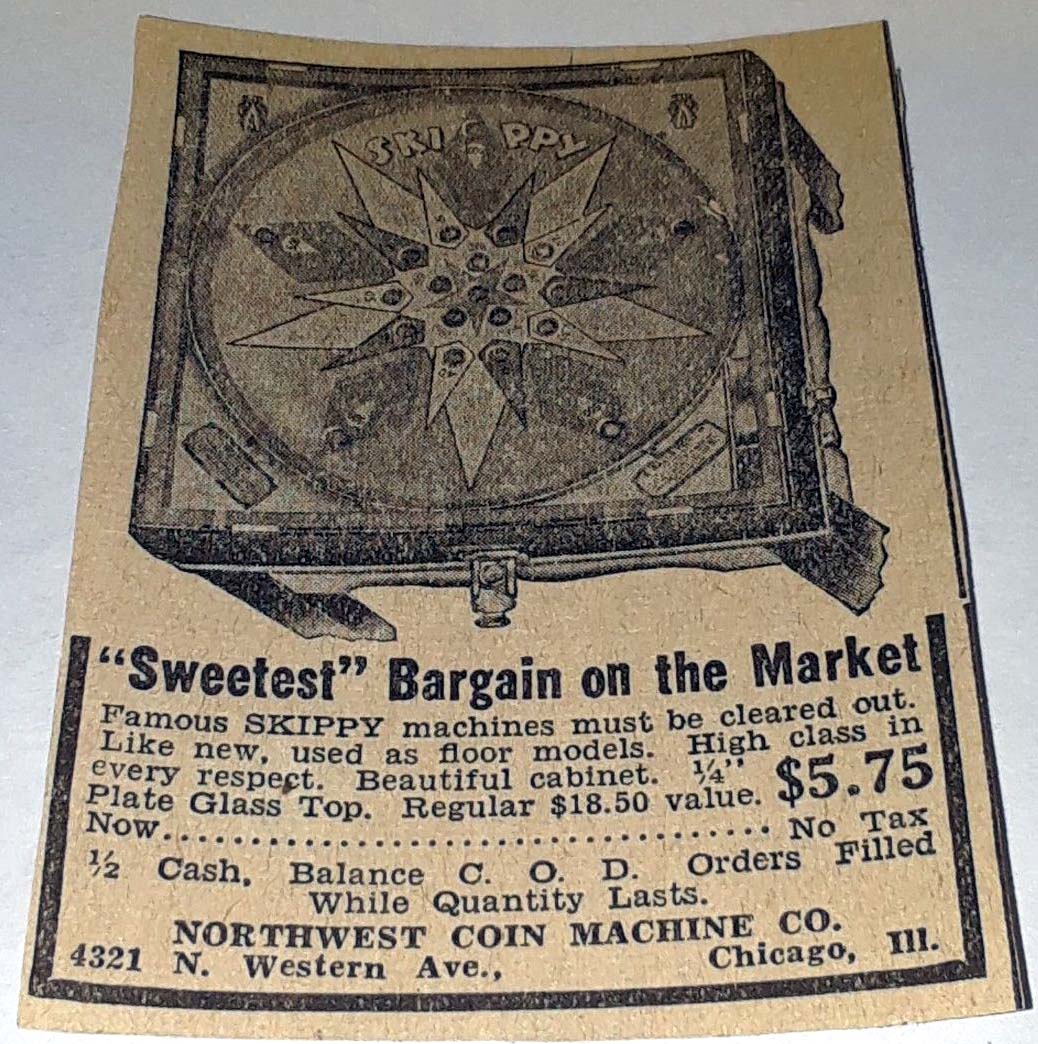 SKIPPY
"Sweetest" Bargain on the Market
Famous SKIPPY machines must be cleared out.
Like new, used as floor models. High class in
every respect. Beautiful cabinet. ¼"
Plate Glass Top. Regular $18.50 value. $5.75
Now.......................................... No Tax
½ Cash, Balance C. O. D. Orders Filled
While Quantity Lasts.
NORTHWEST COIN MACHINE CO.
4321 N. Western Ave., Chicago, Ill.